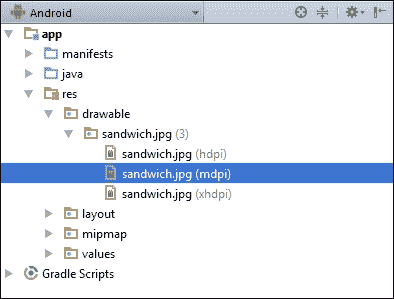 Android
app
manifests
java
res
drawable
sandwich.jpg (3)
sandwich.jpg (hdpi)
sandwich.jpg (mdpi)
sandwich.jpg (xhdpi)
layout
mipmap
values
Gradle Scripts